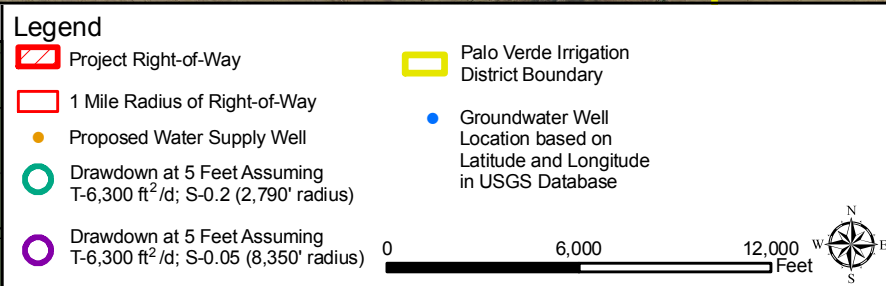 Legend
Project Right-of-Way
1 Mile Radius of Right-of-Way
Proposed Water Supply Well
Drawdown at 5 Feet Assuming
T-6,300 ft²/d; S-0.2 (2,790' radius)
Drawdown at 5 Feet Assuming
T-6,300 ft²/d; S-0.05 (8,350' radius)
Palo Verde Irrigation
District Boundary
Groundwater Well
Location based on
Latitude and Longitude
in USGS Database
0 6,000 12,000
Feet
N
W E
S